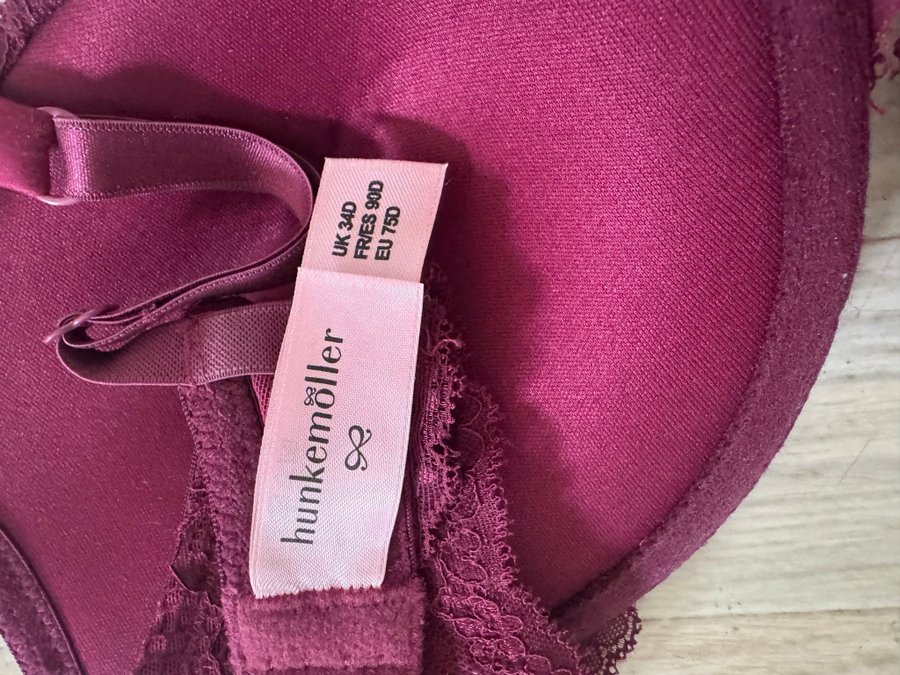 UK 34D
FR/ES 90D
EU 75D
hunkemöller